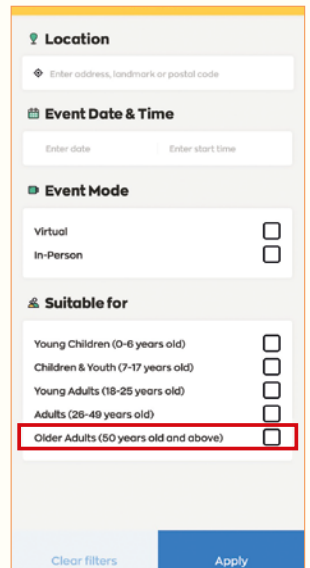 Location
Enter address, landmark or postal code
Event Date & Time
Enter date Enter start time
Event Mode
Virtual
In-Person
Suitable for
Young Children (0-6 years old)
Children & Youth (7-17 years old)
Young Adults (18-25 years old)
Adults (26-49 years old)
Older Adults (50 years old and above)
Clear filters Apply